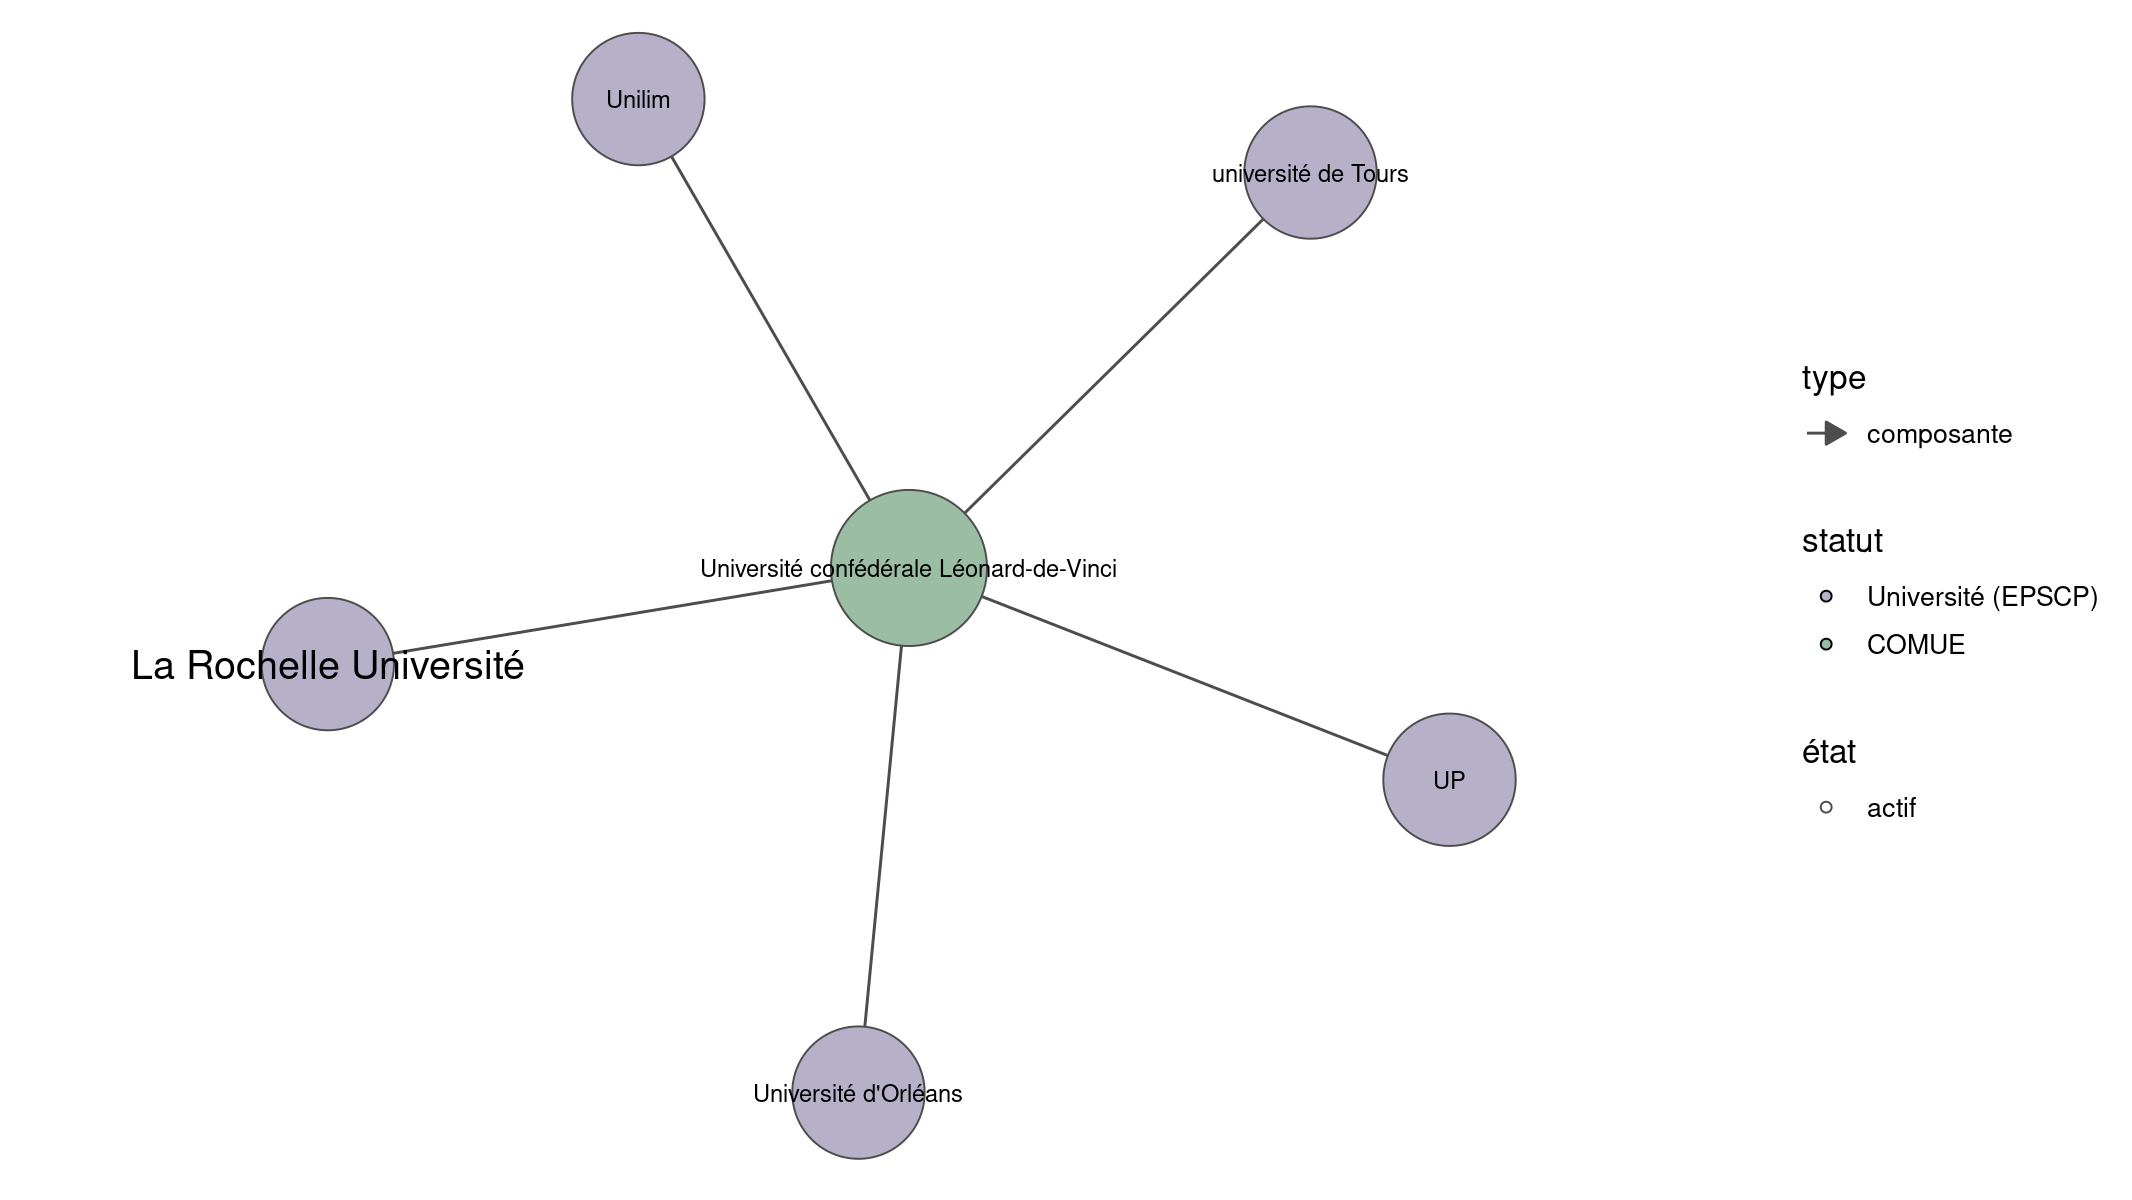 Unilim
université de Tours
Université confédérale Léonard-de-Vinci
La Rochelle Université
UP
Université d'Orléans
type
composante
statut
Université (EPSCP)
COMUE
état
actif